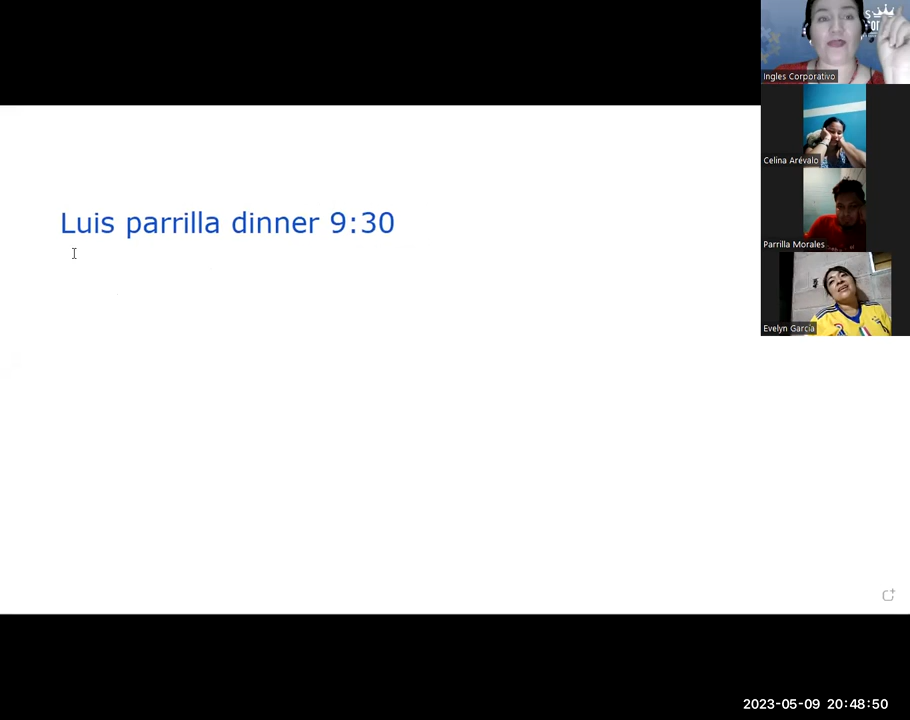 Ingles Corporativo
Celina Arévalo
Parrilla Morales
Evelyn García
Luis parrilla dinner 9:30
2023-05-09 20:48:50